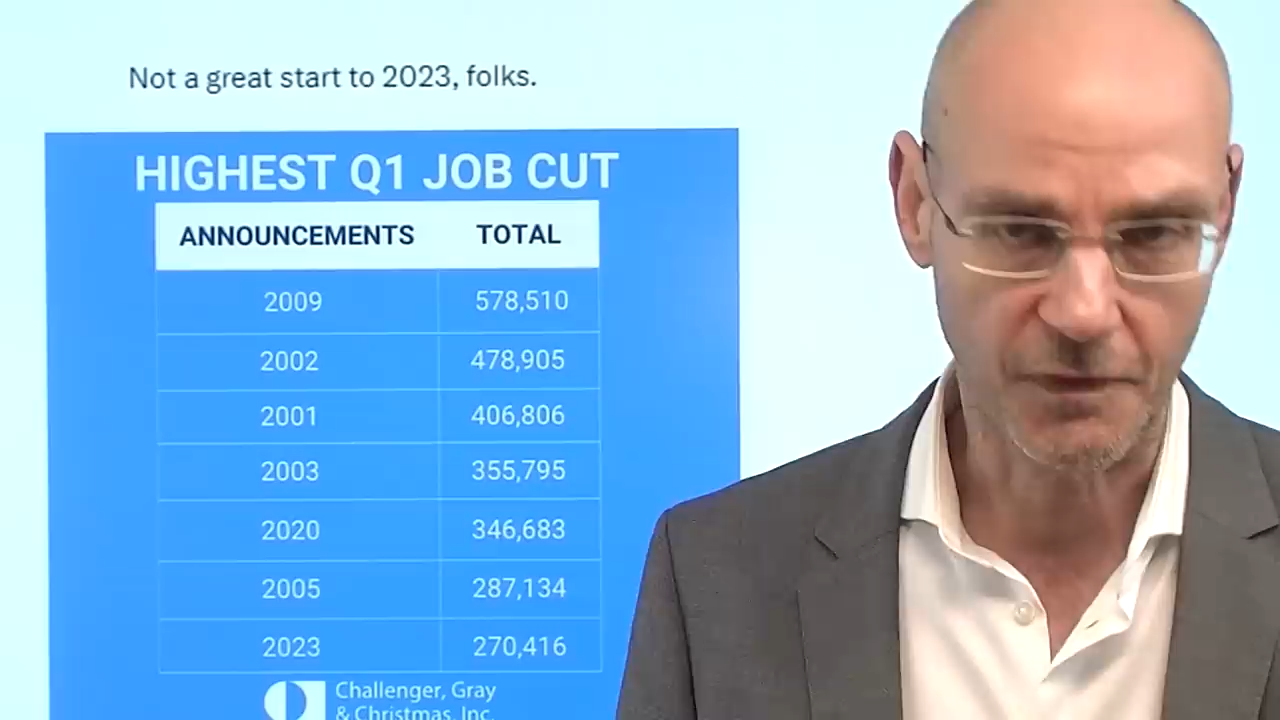 Not a great start to 2023, folks.
HIGHEST Q1 JOB CUT
ANNOUNCEMENTS TOTAL
2009 578,510
2002 478,905
2001 406,806
2003 355,795
2020 346,683
2005 287,134
2023 270,416
Challenger, Gray
& Christmas, Inc.